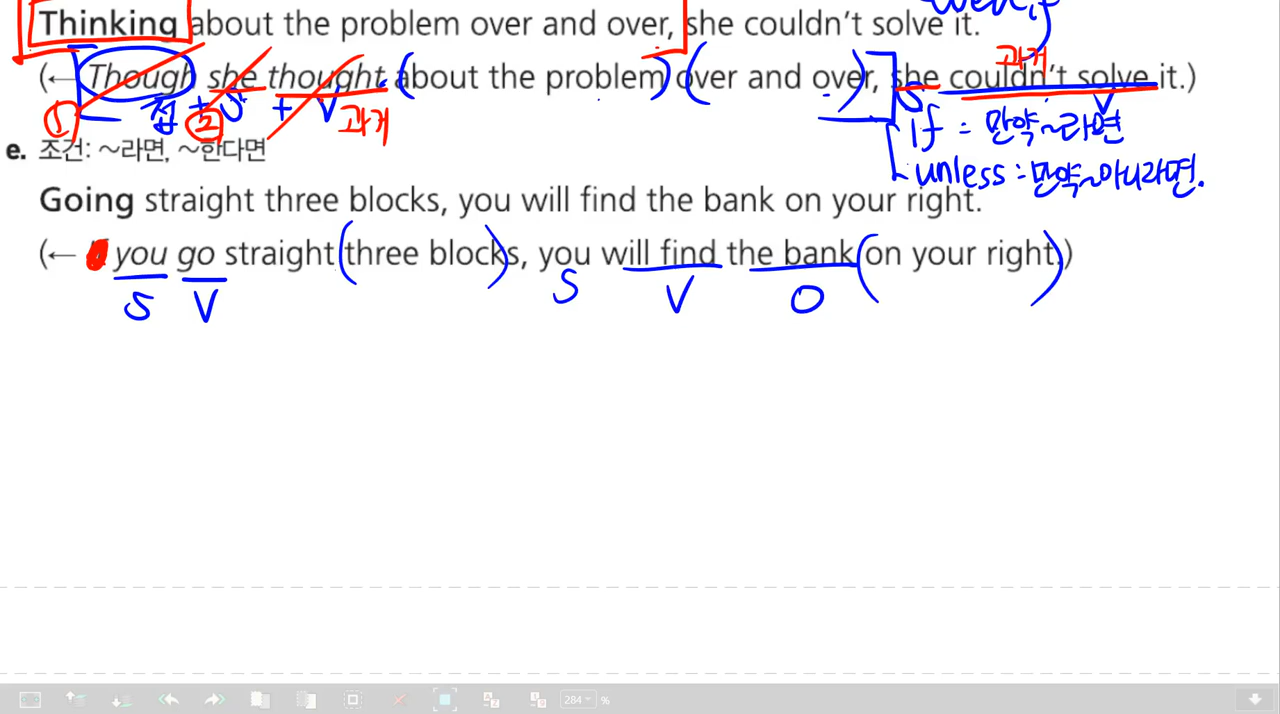 Thinking about the problem over and over, she couldn't solve it.
과거
(← Though she thought about the problem over and over, she couldn't solve it.)
① 접 + ② S + V 과거 S V
if = 만약~라면
e. 조건: ~라면, ~한다면
unless = 만약~아니라면.
Going straight three blocks, you will find the bank on your right.
(← you go straight three blocks, you will find the bank on your right.)
S V S V O
284 %